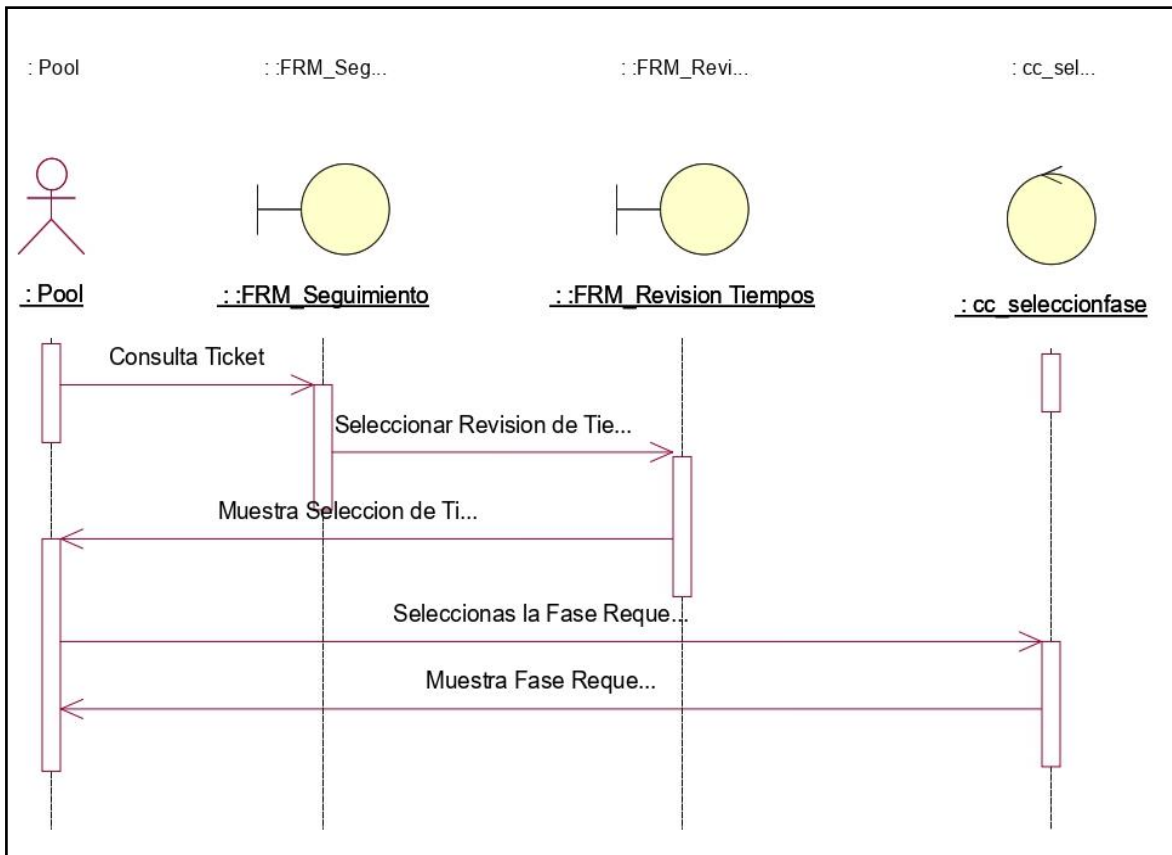 : Pool
: :FRM_Seg...
: :FRM_Revi...
: cc_sel...
: Pool
: :FRM_Seguimiento
: :FRM_Revision Tiempos
: cc_seleccionfase
Consulta Ticket
Seleccionar Revision de Tie...
Muestra Seleccion de Ti...
Seleccionas la Fase Reque...
Muestra Fase Reque...